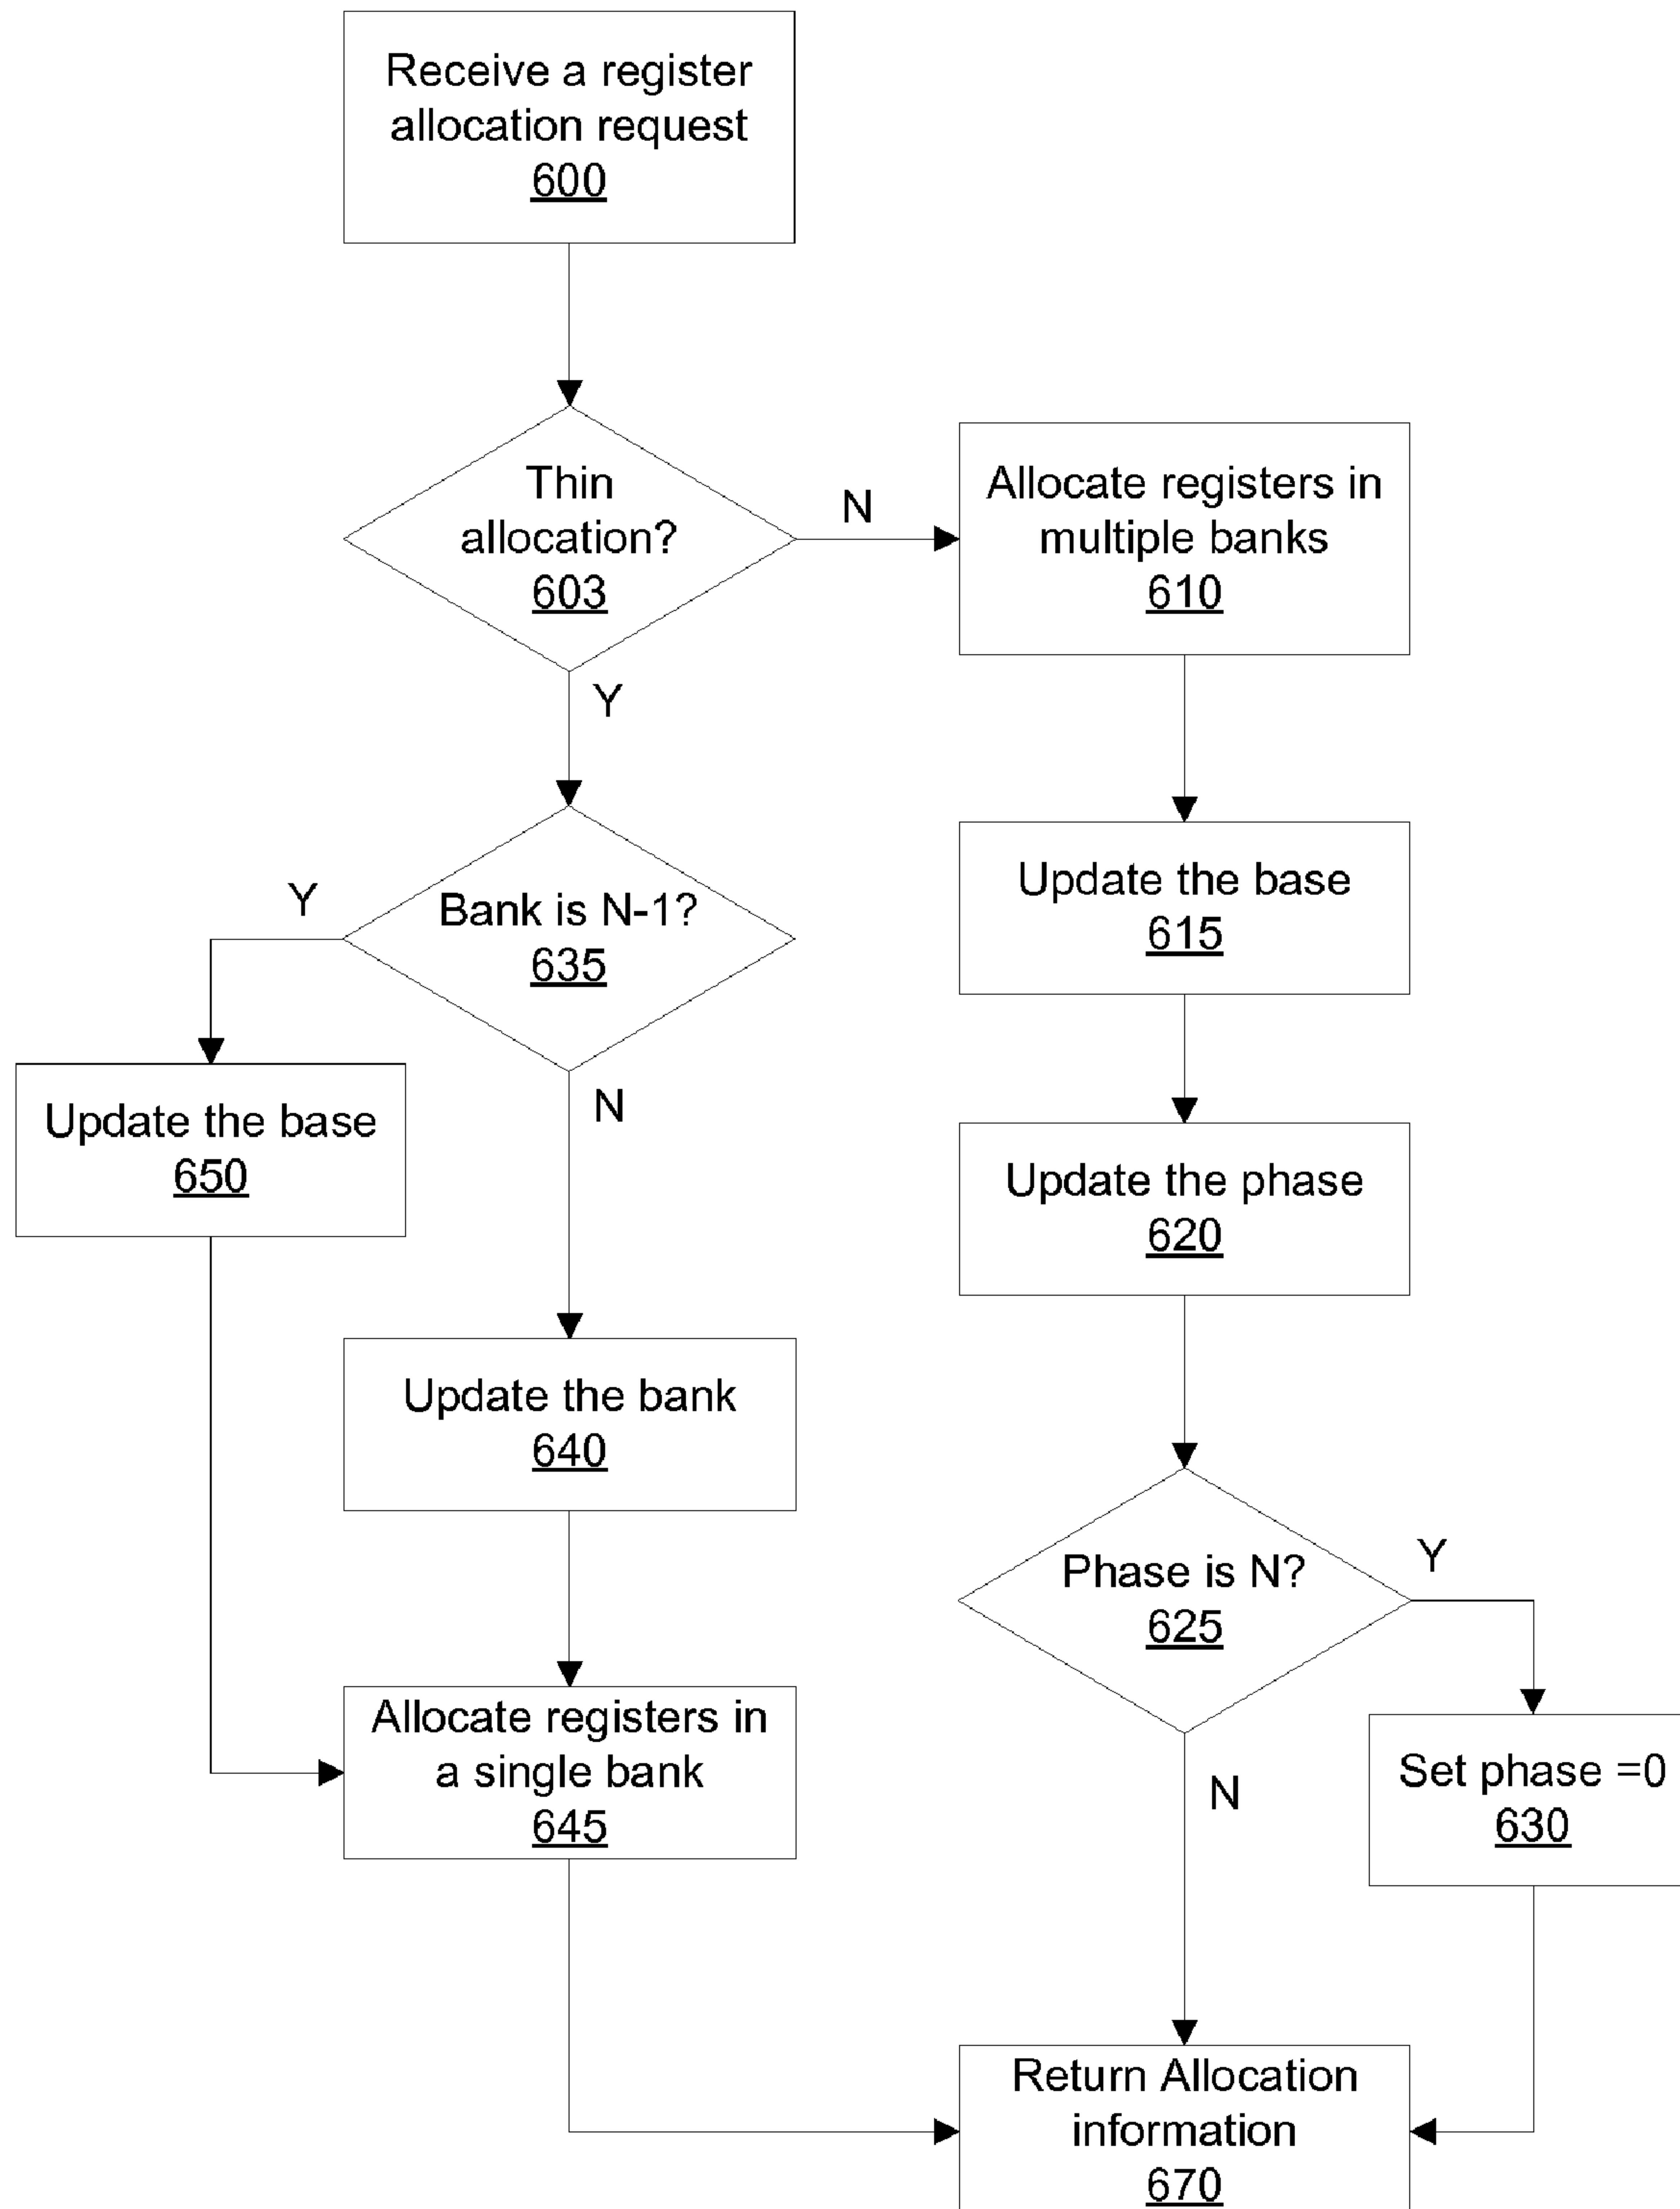 Receive a register
allocation request
600
Thin
allocation?
603
N
Allocate registers in
multiple banks
610
Y
Y
Bank is N-1?
635
Update the base
615
Update the base
650
N
Update the phase
620
Update the bank
640
Phase is N?
625
Y
Allocate registers in
a single bank
645
N
Set phase =0
630
Return Allocation
information
670